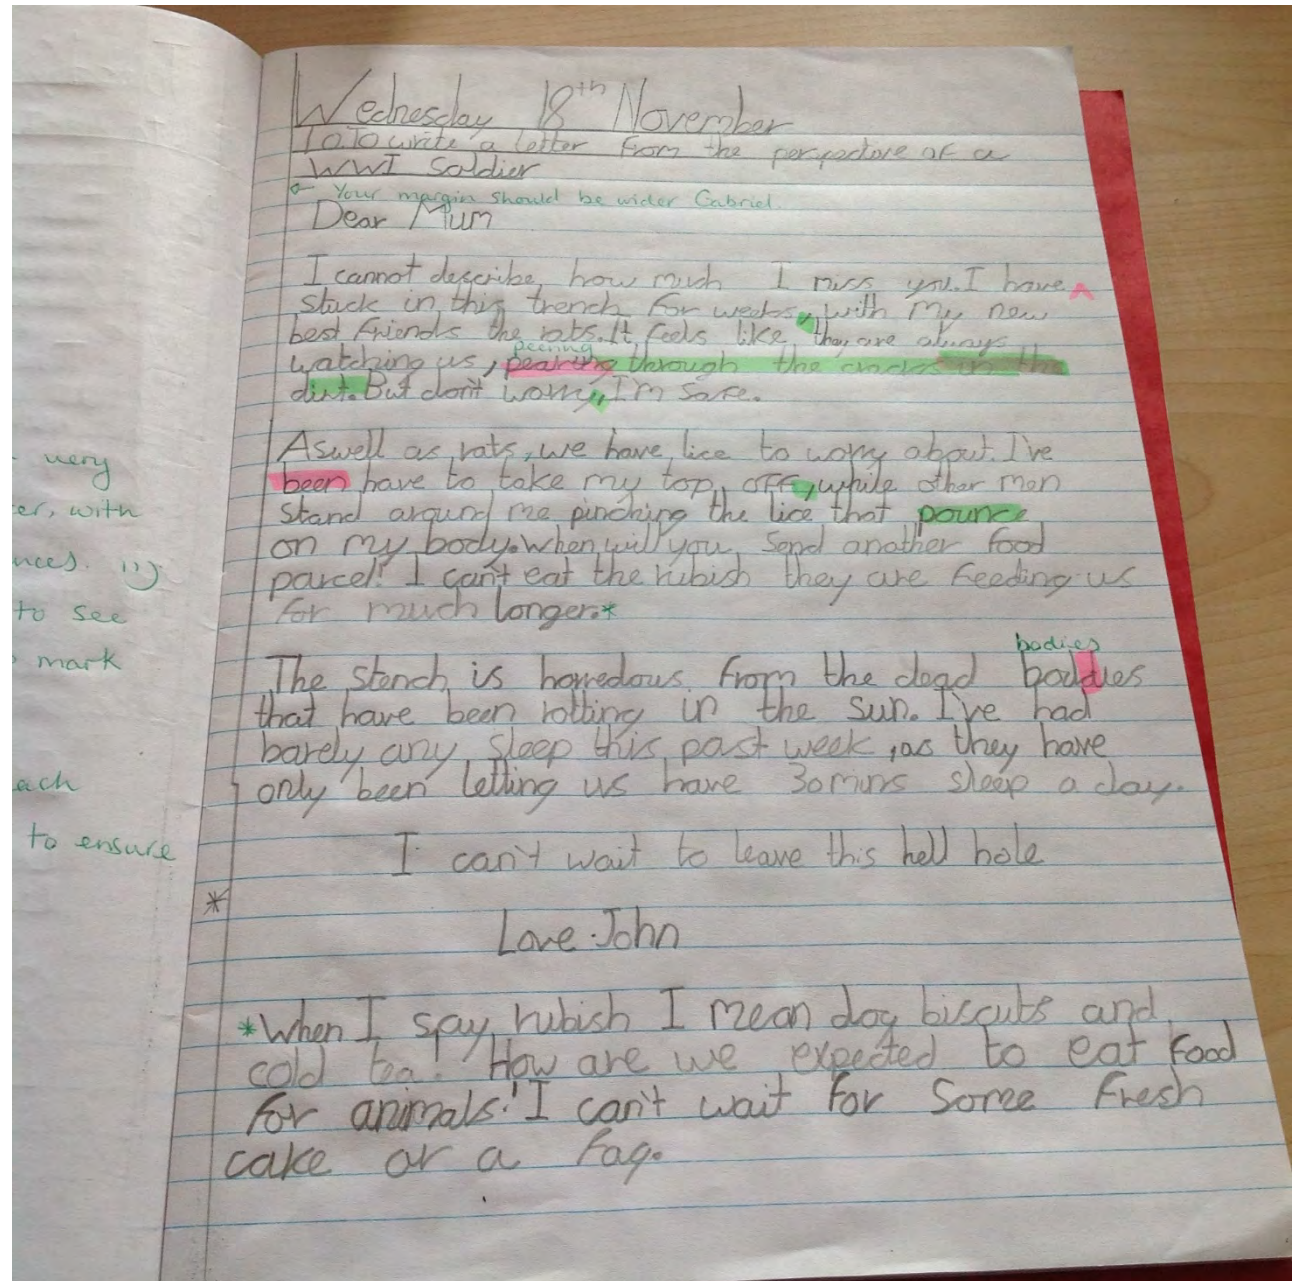 Wednesday 18th November
To write a letter from the perspective of a
WWI Soldier
Your margin should be wider Gabriel.
Dear Mum
I cannot describe how much I miss you. I have ^
stuck in this trench for weeks, with my new
best friends the rats. It feels like they are always
peering
watching us, pearing through the cracks in the
dirt. But don't worry, I'm safe.
Aswell as rats, we have lice to worry about. I've
been have to take my top off, while other men
stand around me pinching the lice that pounce
on my body. When will you send another food
parcel! I can't eat the rubish they are feeding us
for much longer.*
bodies
The stench is horredous from the dead boddies
that have been rotting in the sun. I've had
barely any sleep this past week, as they have
only been letting us have 30mins sleep a day.
I can't wait to leave this hell hole
*
Love John
*When I say rubish I mean dog biscuts and
cold tea! How are we expected to eat food
for animals! I can't wait for some fresh
cake or a fag.
very
er, with
nces. :)
to see
mark
ach
to ensure